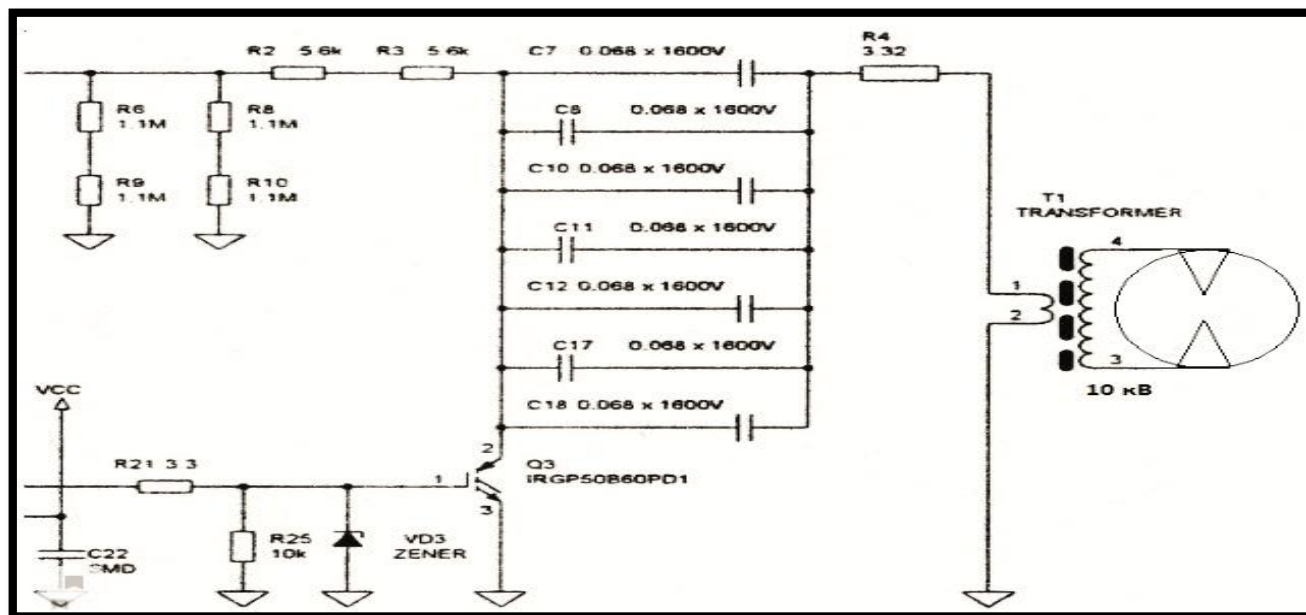 R2 5.6k
R3 5.6k
C7 0.068 x 1600V
R4
3.32
R6
1.1M
R8
1.1M
C8 0.068 x 1600V
C10 0.068 x 1600V
R9
1.1M
R10
1.1M
C11 0.068 x 1600V
T1
TRANSFORMER
4
1
2
3
10 кВ
C12 0.068 x 1600V
C17 0.068 x 1600V
C18 0.068 x 1600V
VCC
R21 3.3
2
1
3
Q3
IRGP50B60PD1
R25
10k
VD3
ZENER
C22
SMD